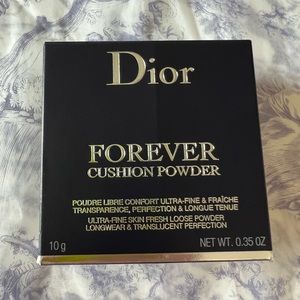 Dior
FOREVER
CUSHION POWDER
POUDRE LIBRE CONFORT ULTRA-FINE & FRAÎCHE
TRANSPARENCE, PERFECTION & LONGUE TENUE
ULTRA-FINE SKIN FRESH LOOSE POWDER
LONGWEAR & TRANSLUCENT PERFECTION
10 g NET WT. 0.35 OZ